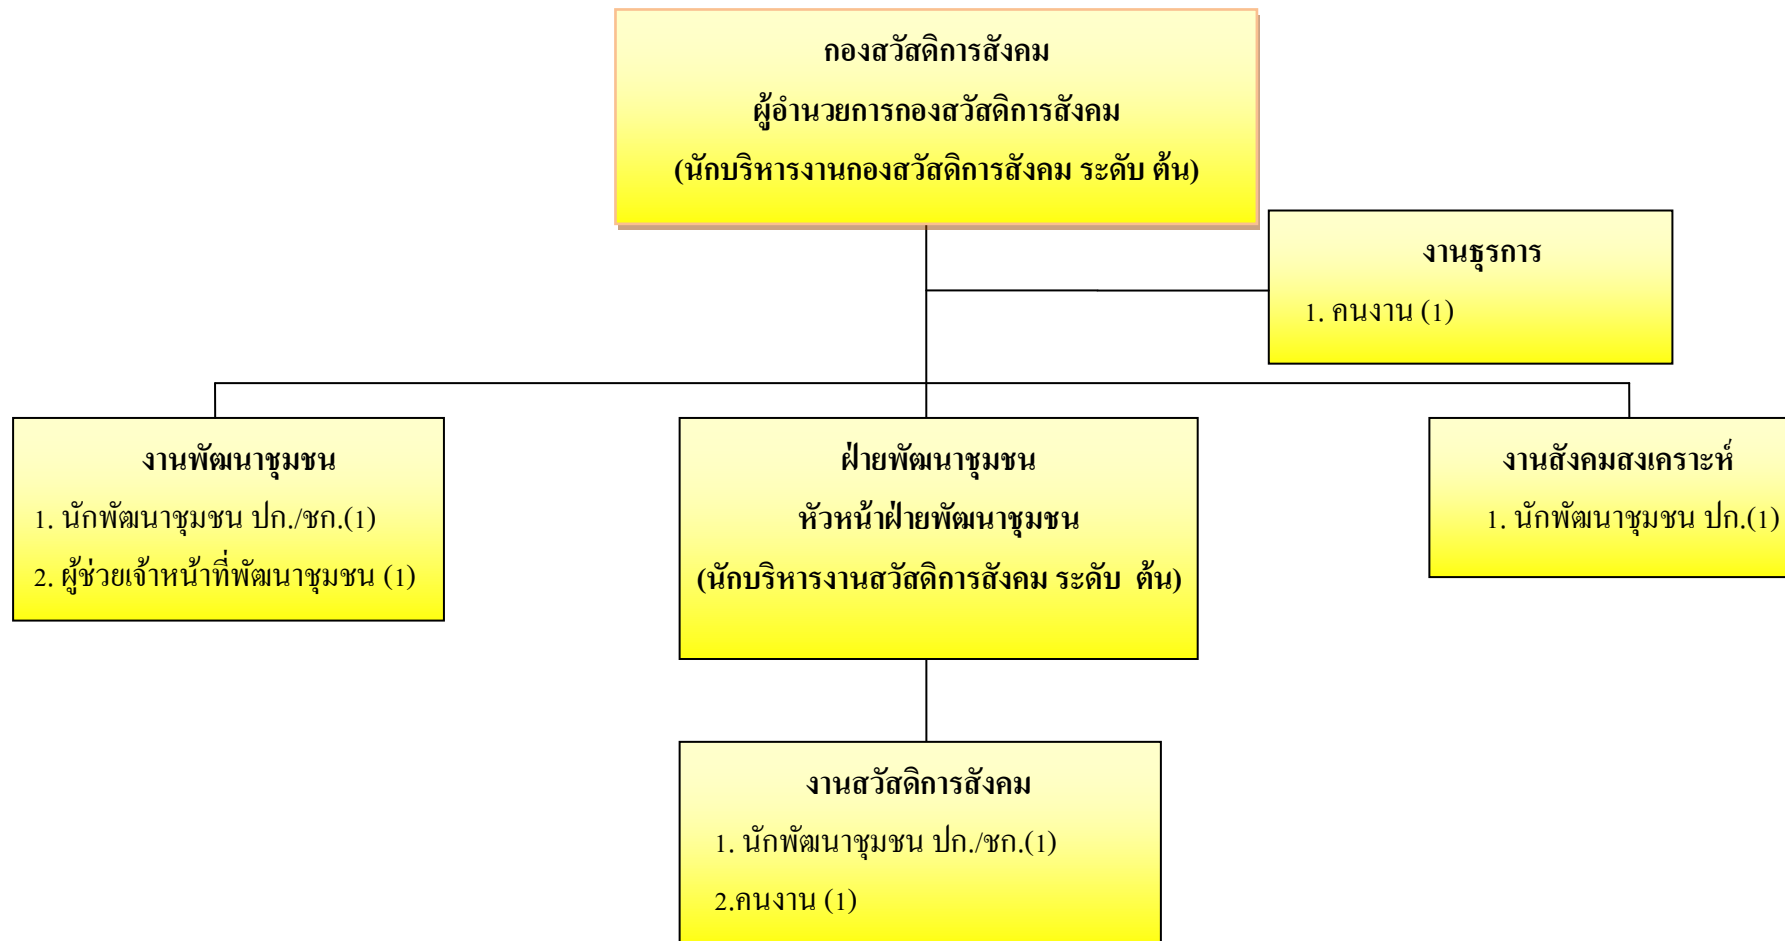 กองสวัสดิการสังคม
ผู้อำนวยการกองสวัสดิการสังคม
(นักบริหารงานกองสวัสดิการสังคม ระดับ ต้น)
งานธุรการ
1. คนงาน (1)
งานพัฒนาชุมชน
1. นักพัฒนาชุมชน ปก./ชก.(1)
2. ผู้ช่วยเจ้าหน้าที่พัฒนาชุมชน (1)
ฝ่ายพัฒนาชุมชน
หัวหน้าฝ่ายพัฒนาชุมชน
(นักบริหารงานสวัสดิการสังคม ระดับ  ต้น)
งานสังคมสงเคราะห์
1. นักพัฒนาชุมชน ปก.(1)
งานสวัสดิการสังคม
1. นักพัฒนาชุมชน ปก./ชก.(1)
2.คนงาน (1)